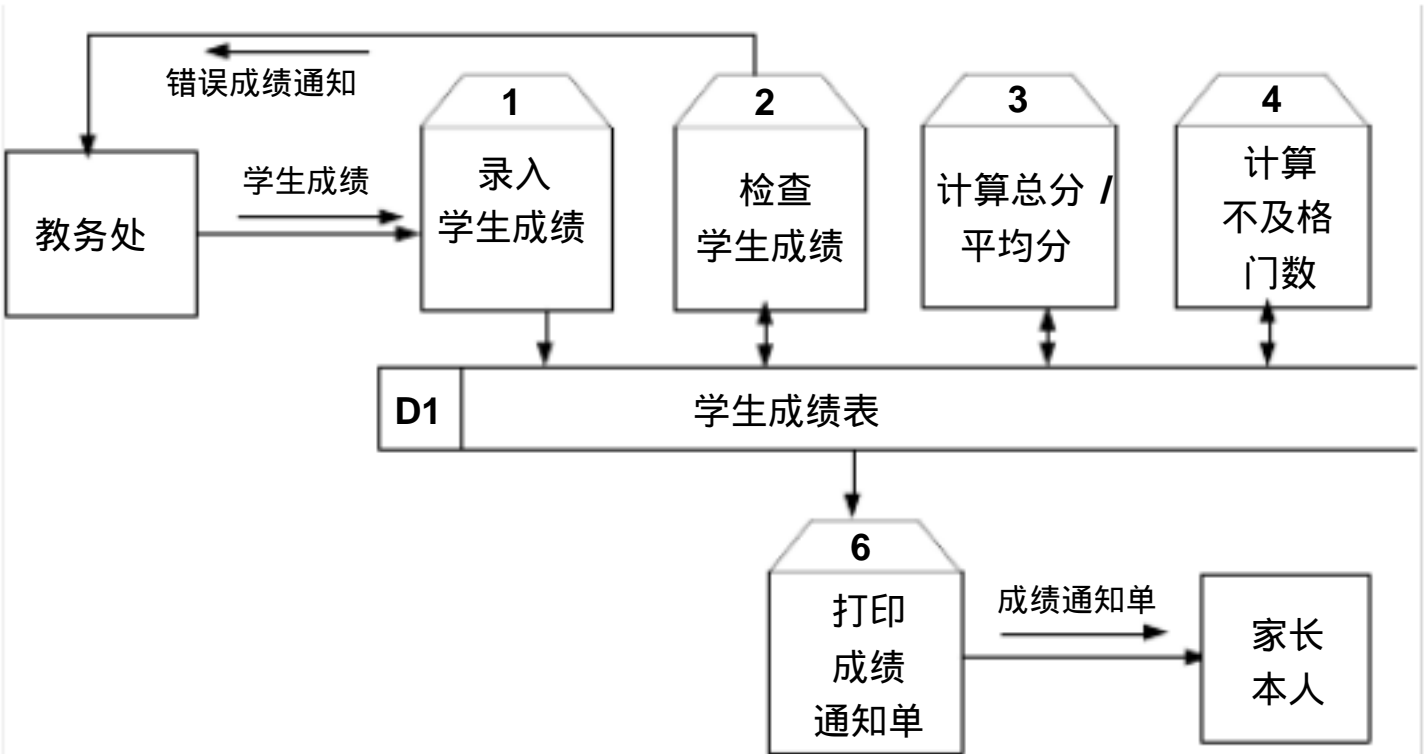 错误成绩通知
1
2
3
4
教务处
学生成绩
录入
学生成绩
检查
学生成绩
计算总分 /
平均分
计算
不及格
门数
D1
学生成绩表
6
打印
成绩
通知单
成绩通知单
家长
本人